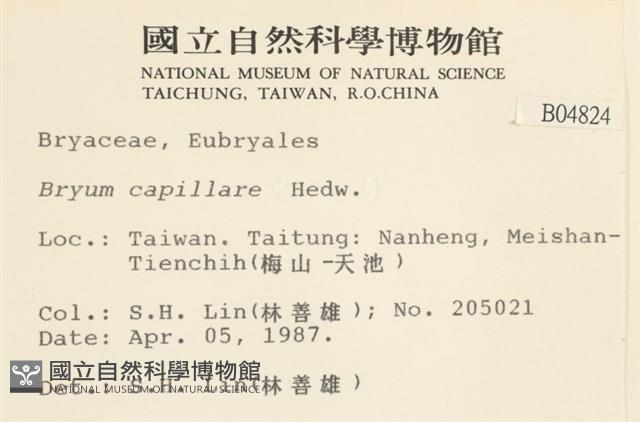 國立自然科學博物館
NATIONAL MUSEUM OF NATURAL SCIENCE
TAICHUNG, TAIWAN, R.O.CHINA
B04824
Bryaceae, Eubryales
Bryum capillare Hedw.
Loc.: Taiwan. Taitung: Nanheng, Meishan-
Tienchih(梅山-天池)
Col.: S.H. Lin(林善雄); No. 205021
Date: Apr. 05, 1987.
國立自然科學博物館
NATIONAL MUSEUM OF NATURAL SCIENCE
Det.: S.H. Lin(林善雄)